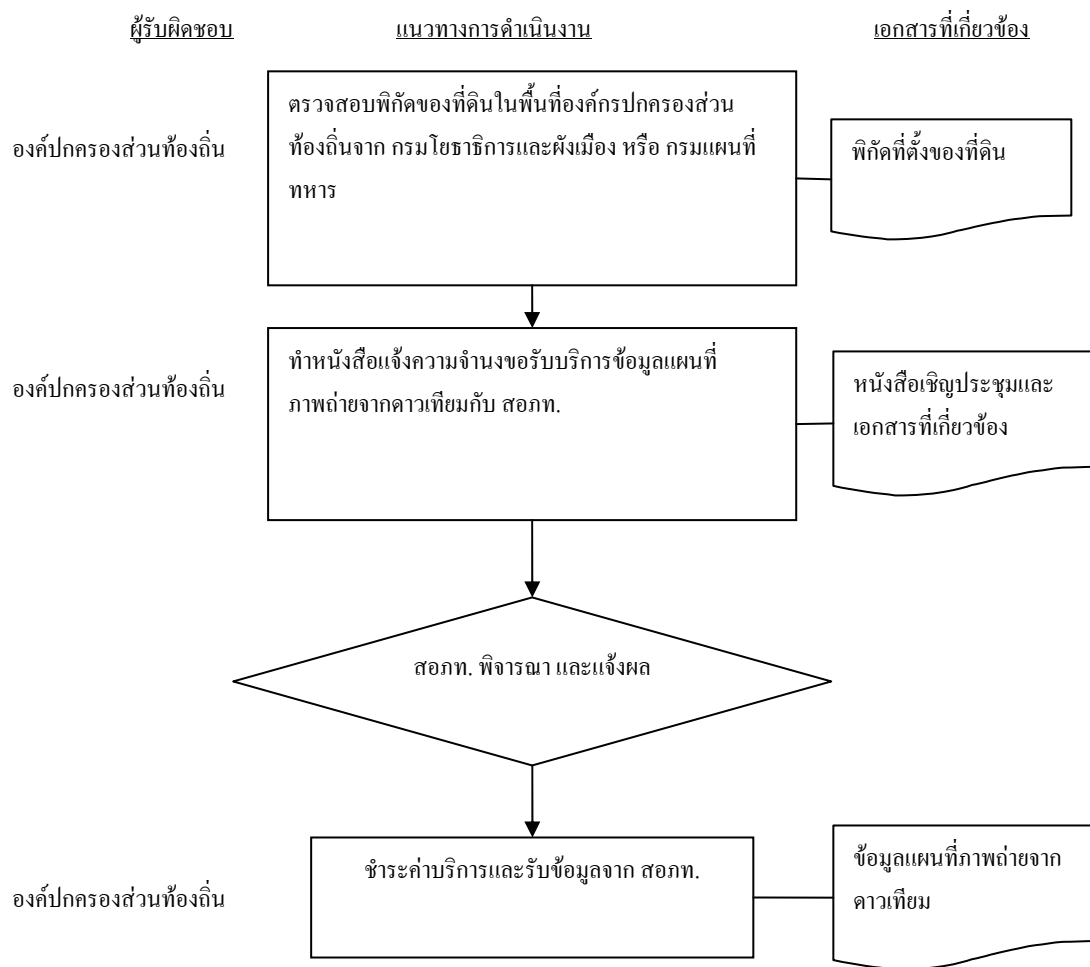 ผู้รับผิดชอบ แนวทางการดำเนินงาน เอกสารที่เกี่ยวข้อง
องค์ปกครองส่วนท้องถิ่น
ตรวจสอบพิกัดของที่ดินในพื้นที่องค์กรปกครองส่วน
ท้องถิ่นจาก กรมโยธาธิการและผังเมือง หรือ กรมแผนที่
ทหาร
พิกัดที่ตั้งของที่ดิน
องค์ปกครองส่วนท้องถิ่น
ทำหนังสือแจ้งความจำนงขอรับบริการข้อมูลแผนที่
ภาพถ่ายจากดาวเทียมกับ สอภท.
หนังสือเชิญประชุมและ
เอกสารที่เกี่ยวข้อง
สอภท. พิจารณา และแจ้งผล
องค์ปกครองส่วนท้องถิ่น
ชำระค่าบริการและรับข้อมูลจาก สอภท.
ข้อมูลแผนที่ภาพถ่ายจาก
ดาวเทียม